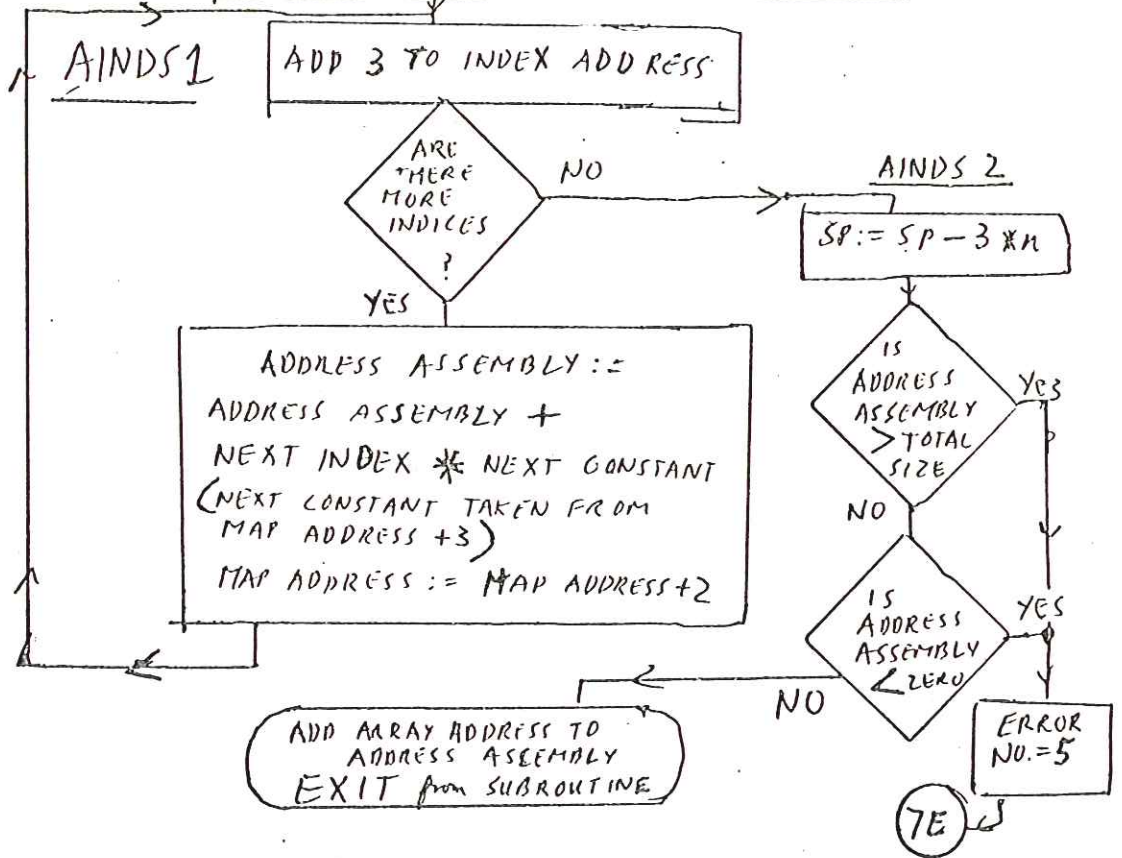 AINDS1
ADD 3 TO INDEX ADDRESS
ARE
THERE
MORE
INDICES
?
NO
YES
AINDS 2
SP:= SP - 3 * n
IS
ADDRESS
ASSEMBLY
> TOTAL
SIZE
YES
NO
ADDRESS ASSEMBLY :=
ADDRESS ASSEMBLY +
NEXT INDEX * NEXT CONSTANT
(NEXT CONSTANT TAKEN FROM
MAP ADDRESS +3)
MAP ADDRESS := MAP ADDRESS+2
IS
ADDRESS
ASSEMBLY
< ZERO
YES
NO
ADD ARRAY ADDRESS TO
ADDRESS ASSEMBLY
EXIT from SUBROUTINE
ERROR
NO.=5
7E